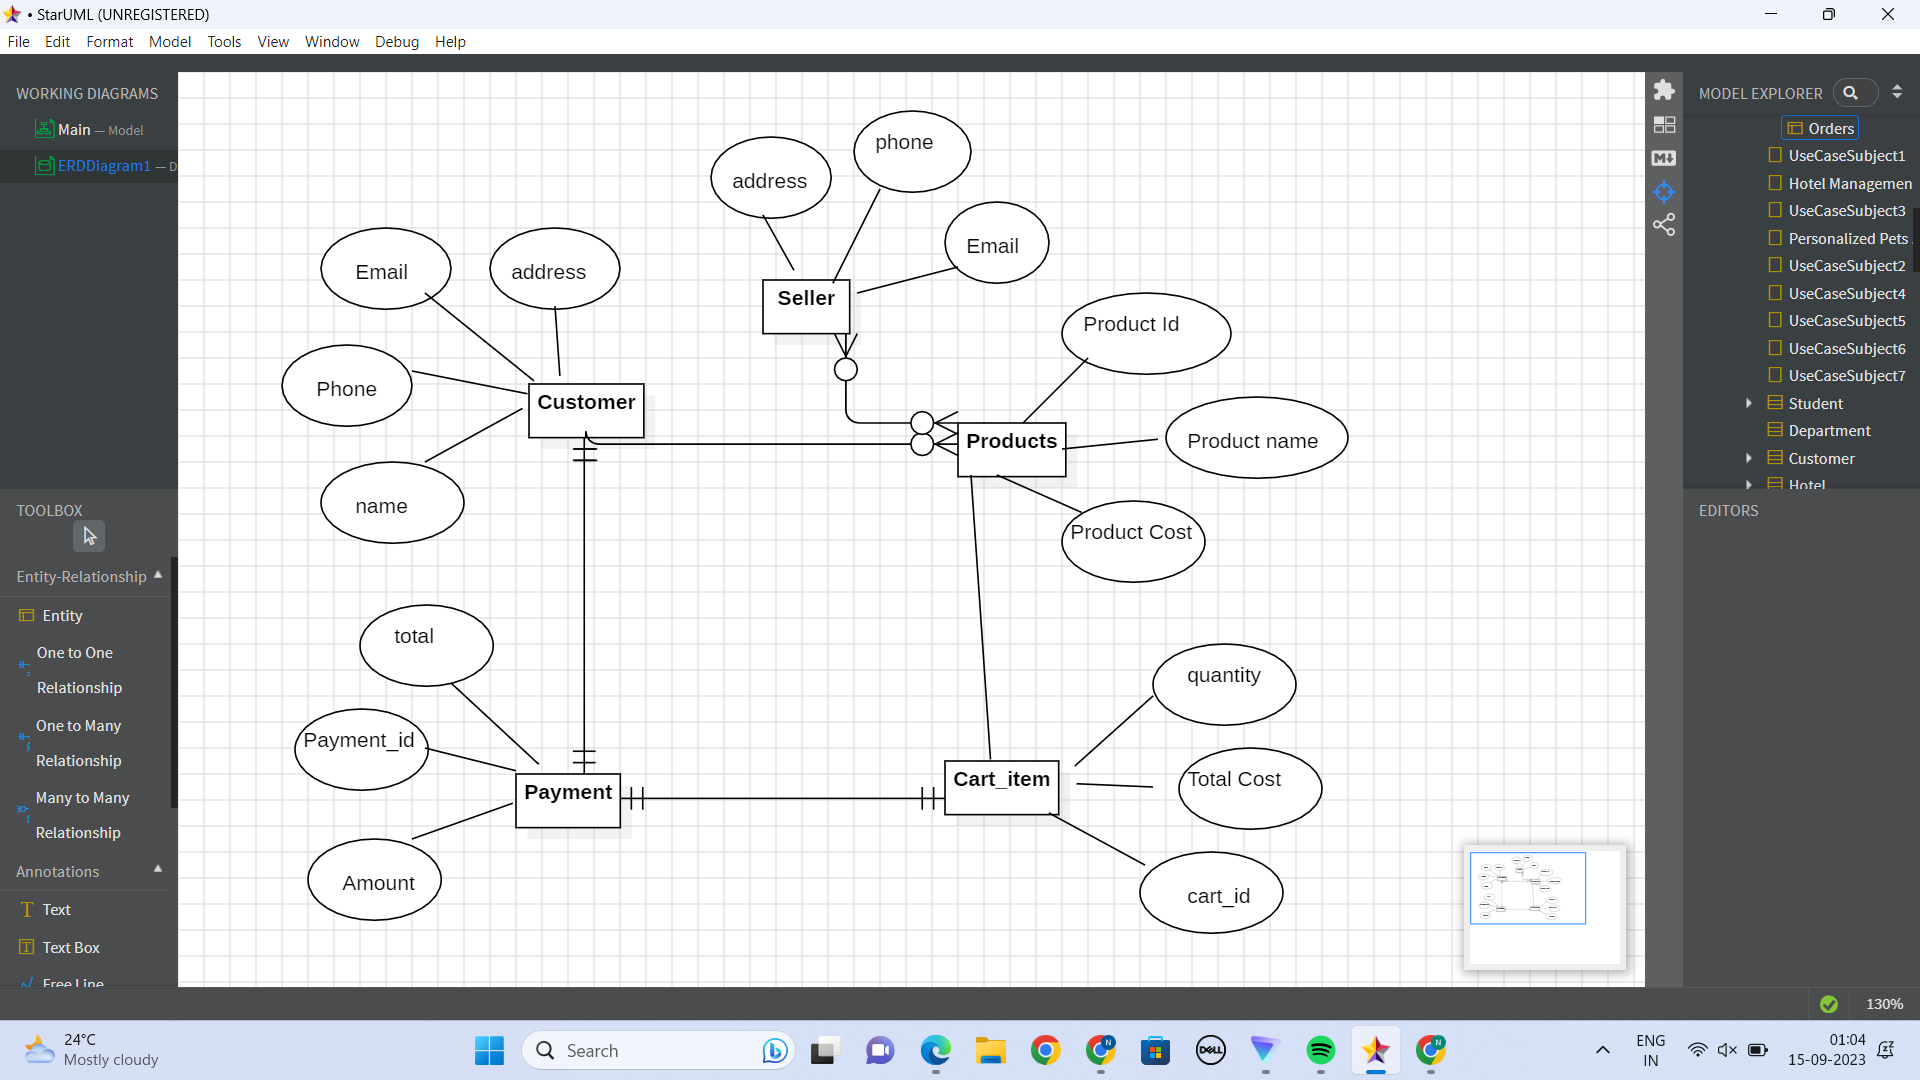 • StarUML (UNREGISTERED)
File Edit Format Model Tools View Window Debug Help
WORKING DIAGRAMS
Main — Model
ERDDiagram1 — D
TOOLBOX
Entity-Relationship
Entity
One to One
Relationship
One to Many
Relationship
Many to Many
Relationship
Annotations
Text
Text Box
Free Line
phone
address
Email
Seller
Email
address
Phone
Customer
name
Product Id
Products
Product name
Product Cost
total
Payment_id
Payment
Amount
quantity
Cart_item
Total Cost
cart_id
MODEL EXPLORER
Orders
UseCaseSubject1
Hotel Managemen
UseCaseSubject3
Personalized Pets
UseCaseSubject2
UseCaseSubject4
UseCaseSubject5
UseCaseSubject6
UseCaseSubject7
Student
Department
Customer
Hotel
EDITORS
130%
24°C
Mostly cloudy
Search
N
DELL
N
ENG
IN
01:04
15-09-2023